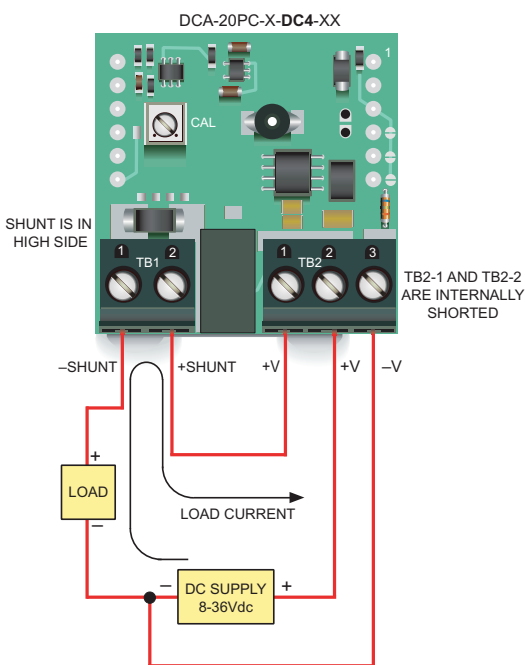 DCA-20PC-X-DC4-XX
1
CAL
SHUNT IS IN
HIGH SIDE
1 2
TB1
1 2 3
TB2
TB2-1 AND TB2-2
ARE INTERNALLY
SHORTED
–SHUNT +SHUNT +V +V –V
+
LOAD
–
LOAD CURRENT
– DC SUPPLY +
8-36Vdc